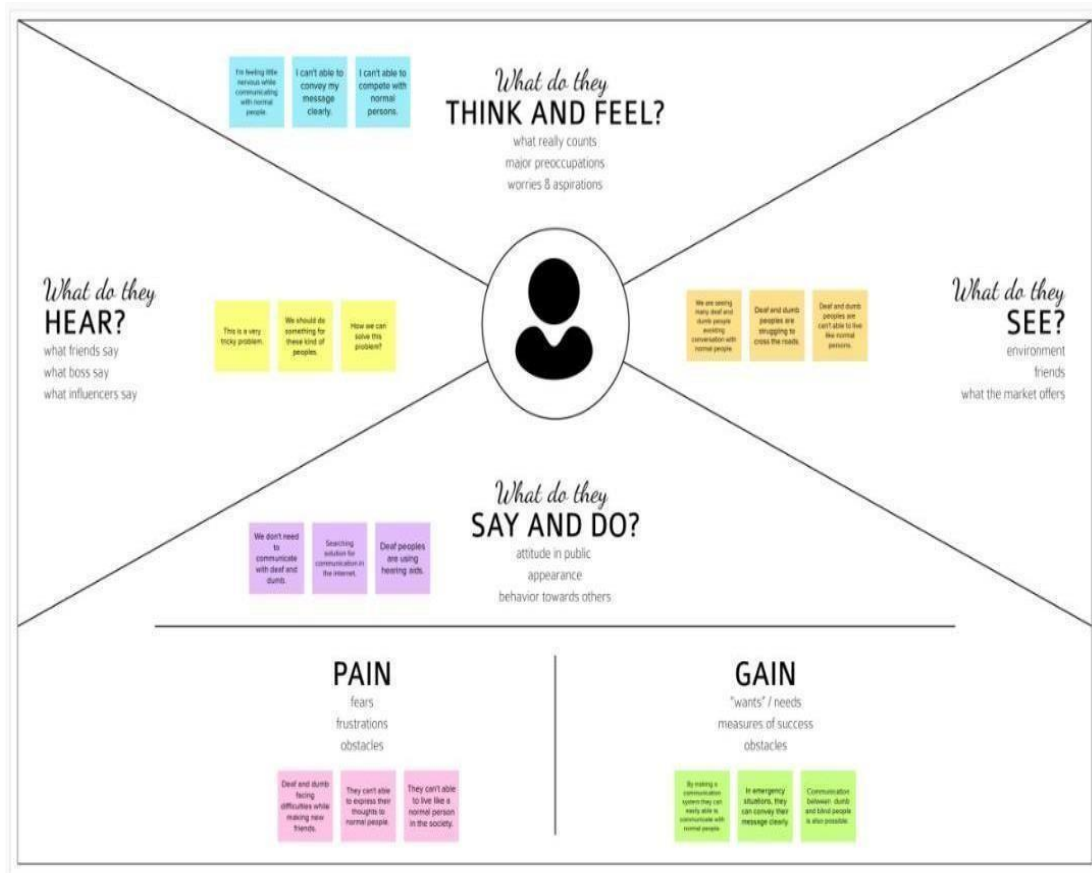 I'm feeling little
nervous while
communicating
with normal
people.
I can't able to
convey my
message
clearly.
I can't able to
compete with
normal
persons.
What do they
THINK AND FEEL?
what really counts
major preoccupations
worries & aspirations
What do they
HEAR?
what friends say
what boss say
what influencers say
This is a very
tricky problem.
We should do
something for
these kind of
peoples.
How we can
solve this
problem?
We are seeing
many deaf and
dumb people
avoiding
conversation with
normal people
Deaf and dumb
peoples are
struggling to
cross the roads.
Deaf and dumb
peoples are
can't able to live
like normal
persons.
What do they
SEE?
environment
friends
what the market offers
What do they
SAY AND DO?
attitude in public
appearance
behavior towards others
We don't need
to
communicate
with deaf and
dumb.
Searching
solution for
communication in
the internet.
Deaf peoples
are using
hearing aids.
PAIN
fears
frustrations
obstacles
Deaf and dumb
facing
difficulties while
making new
friends.
They can't able
to express their
thoughts to
normal people.
They can't able
to live like a
normal person
in the society.
GAIN
"wants" / needs
measures of success
obstacles
By making a
communication
system they can
easily able to
communicate with
normal people
In emergency
situations, they
can convey their
message clearly
Communication
between dumb
and blind people
is also possible.